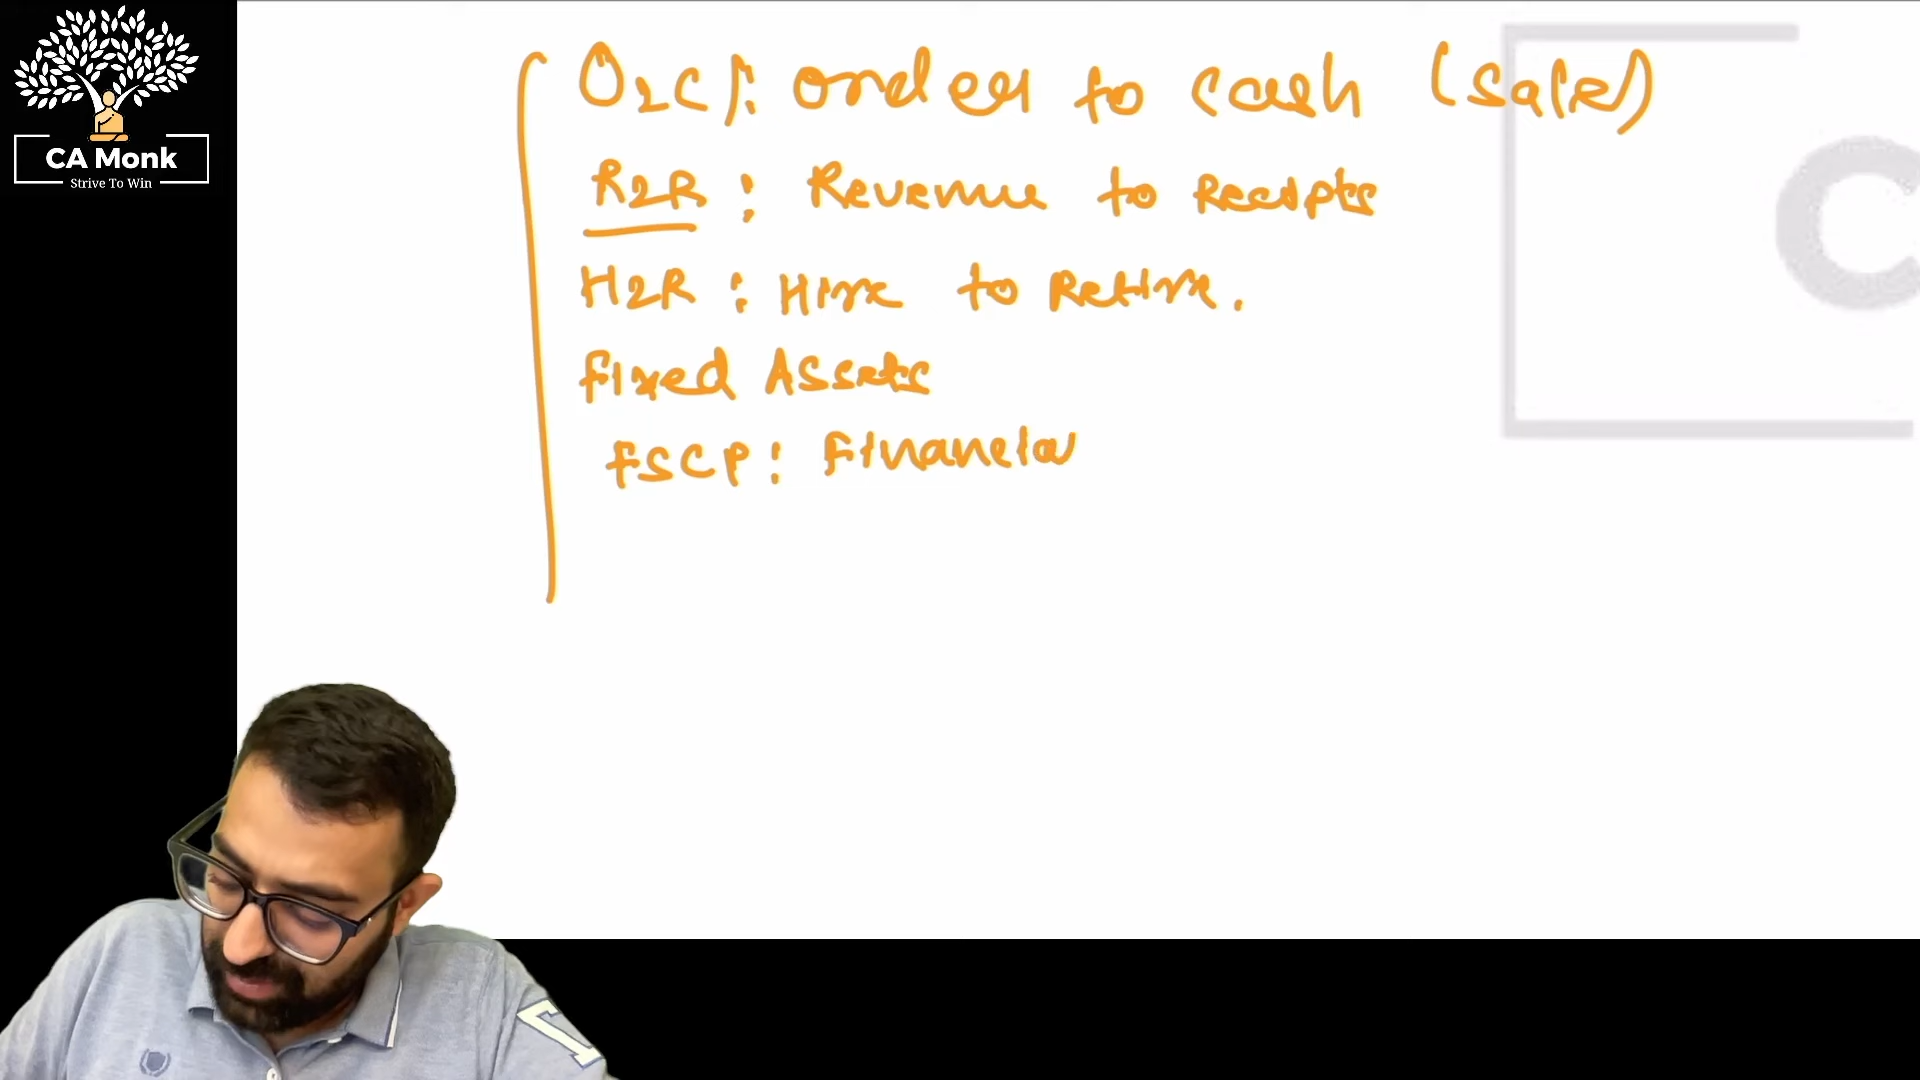 CA Monk
Strive To Win
O2C/: order to cash (Sale)
R2R : Revenue to Receipts
H2R : Hire to Retire.
Fixed Assets
FSCP : Financia
C